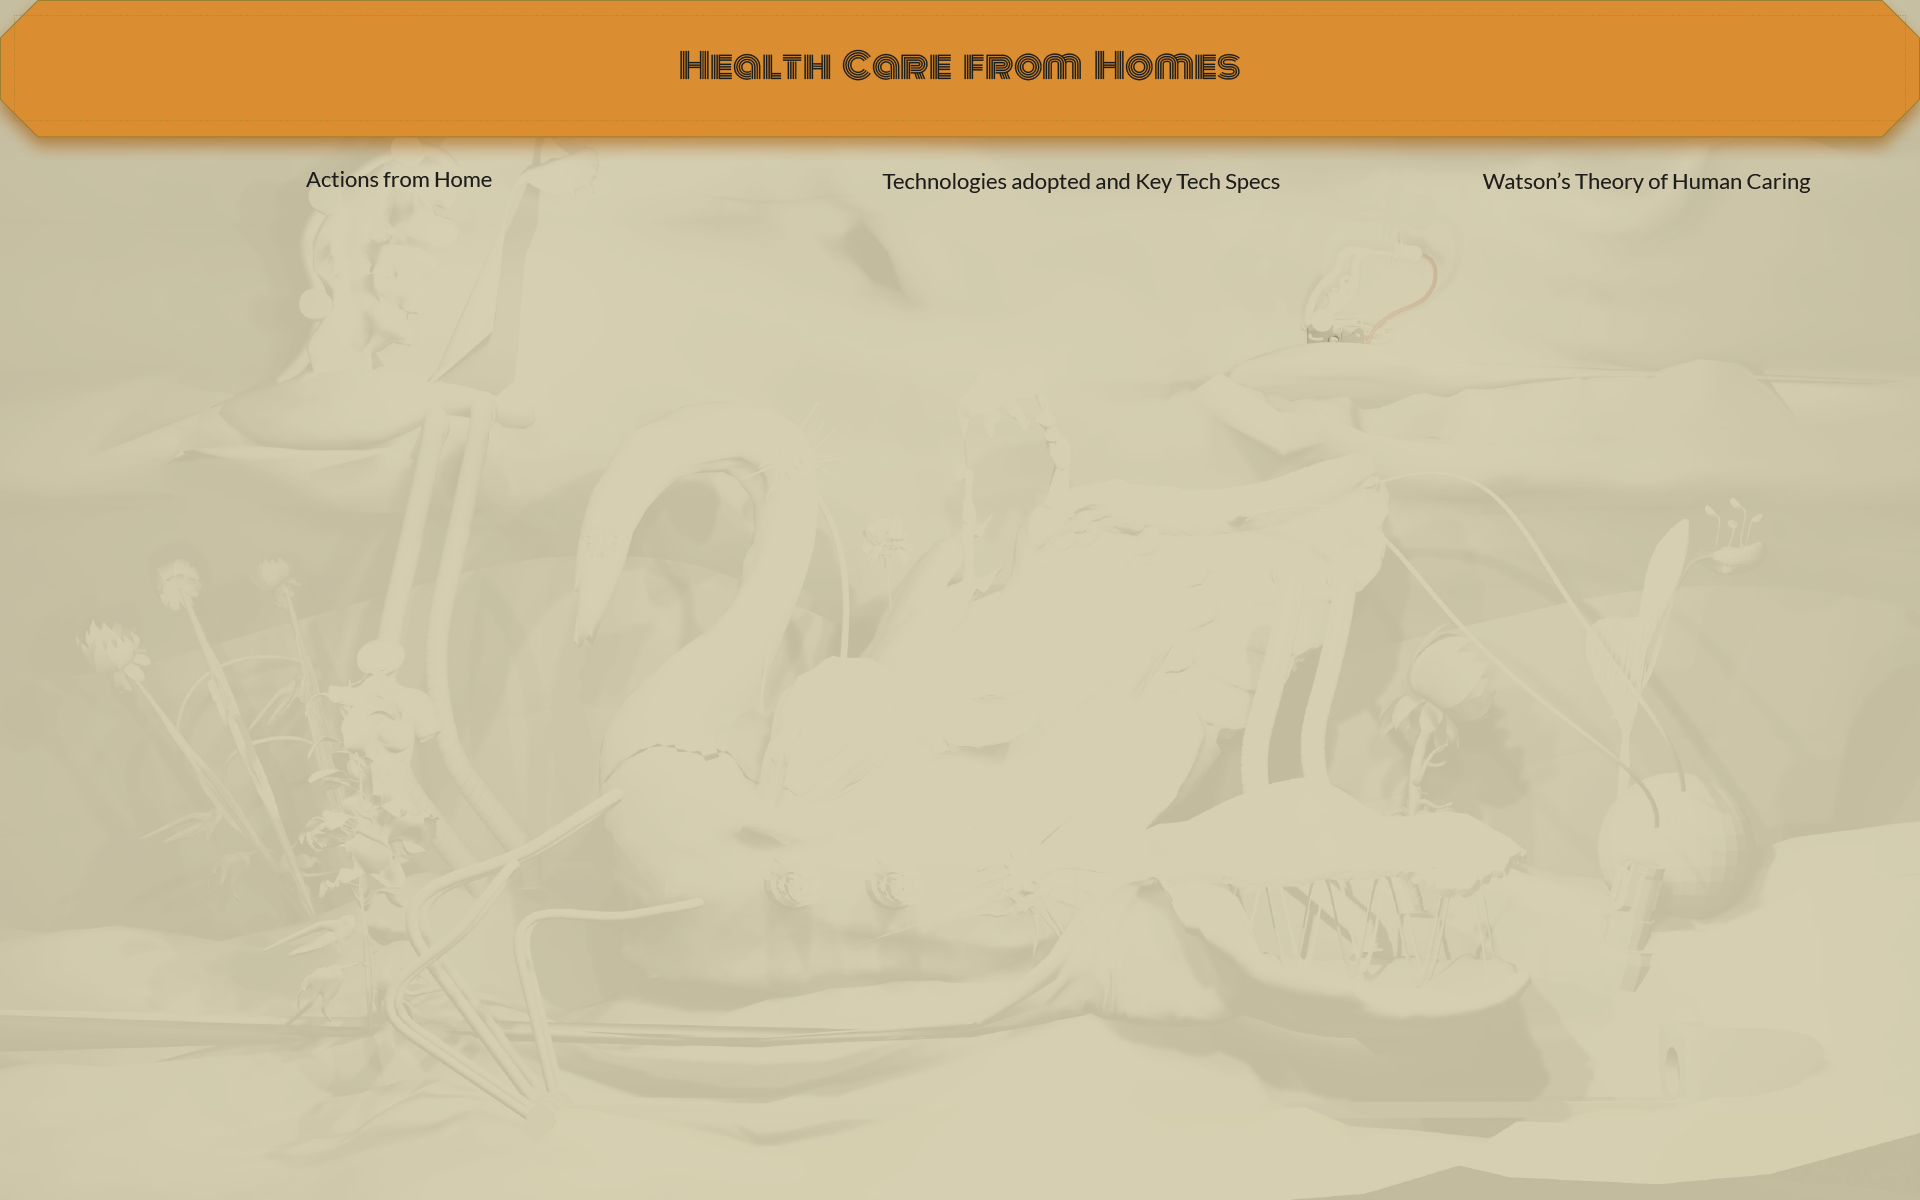 Health Care from Homes
Actions from Home
Technologies adopted and Key Tech Specs
Watson’s Theory of Human Caring